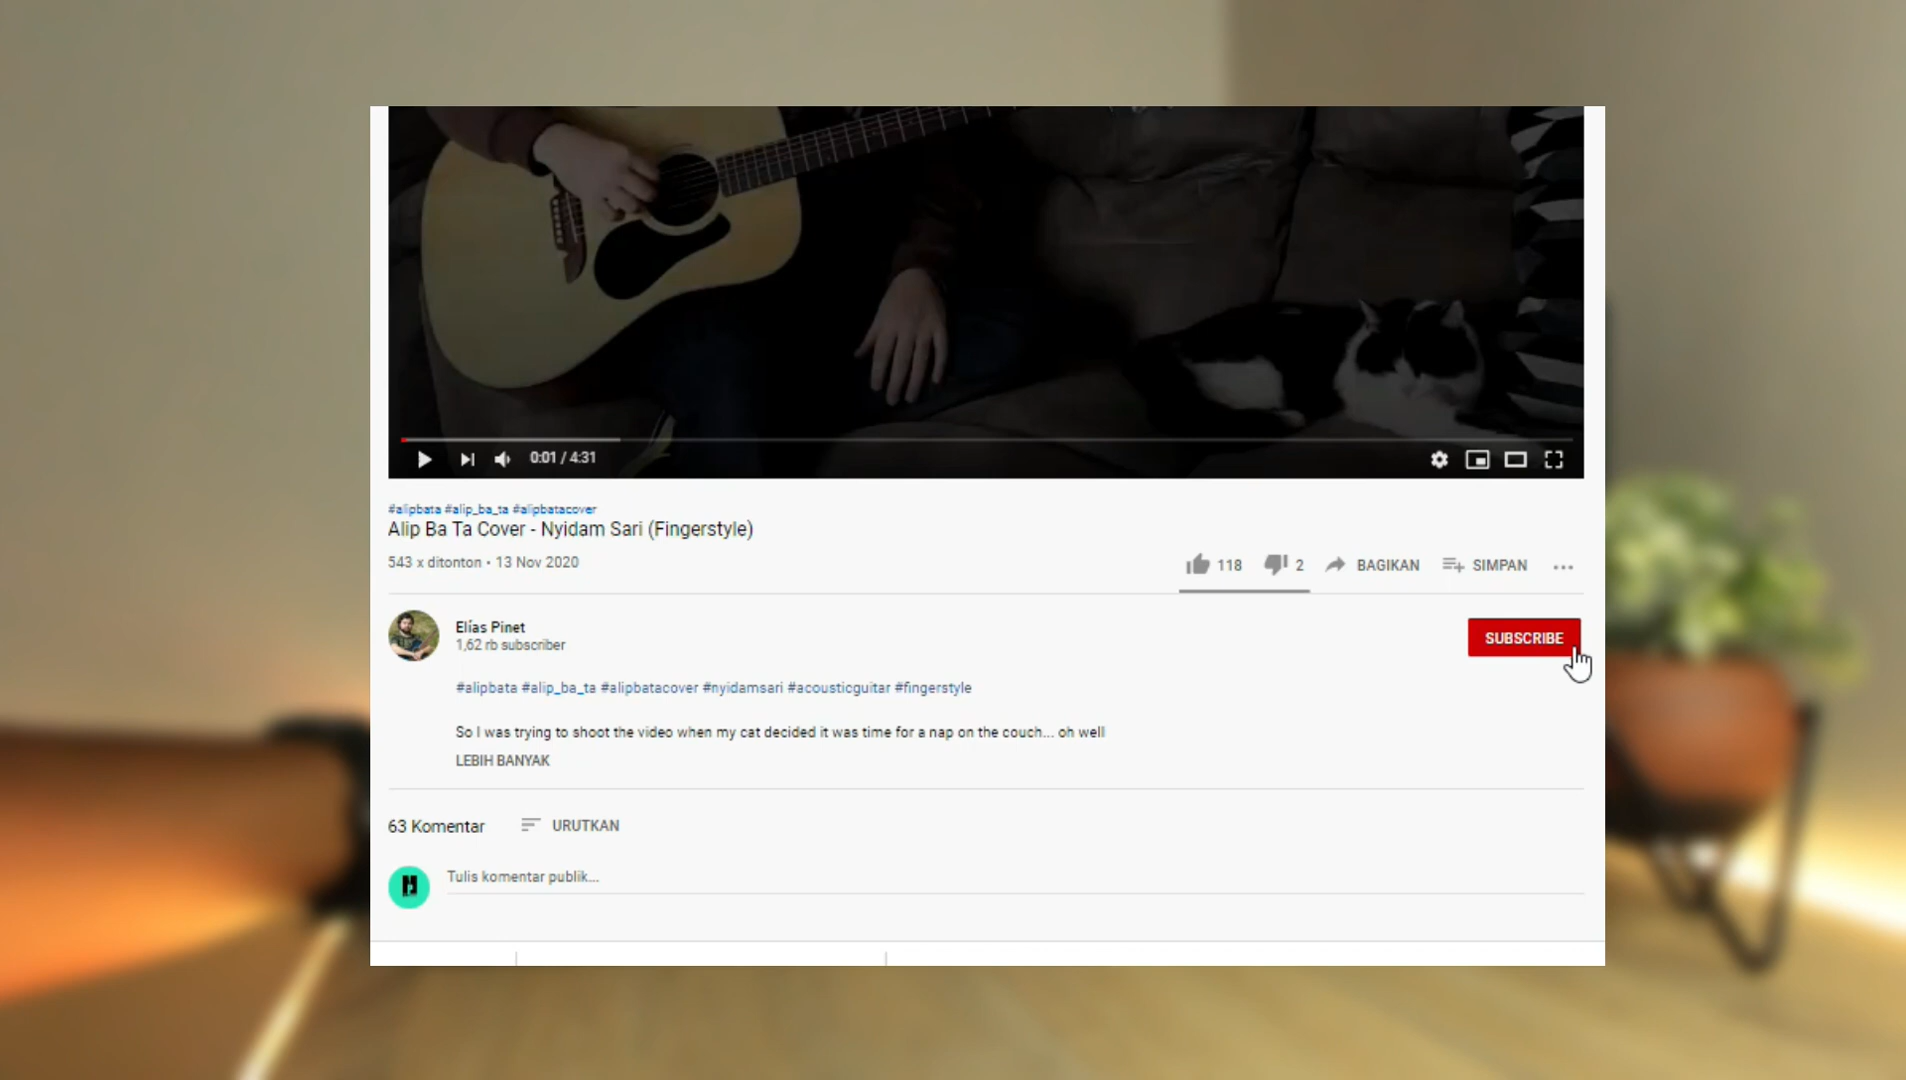 0:01 / 4:31
#alipbata #alip_ba_ta #alipbatacover
Alip Ba Ta Cover - Nyidam Sari (Fingerstyle)
543 x ditonton • 13 Nov 2020
118 2 BAGIKAN SIMPAN
Elías Pinet
1,62 rb subscriber
SUBSCRIBE
#alipbata #alip_ba_ta #alipbatacover #nyidamsari #acousticguitar #fingerstyle
So I was trying to shoot the video when my cat decided it was time for a nap on the couch... oh well
LEBIH BANYAK
63 Komentar URUTKAN
Tulis komentar publik...